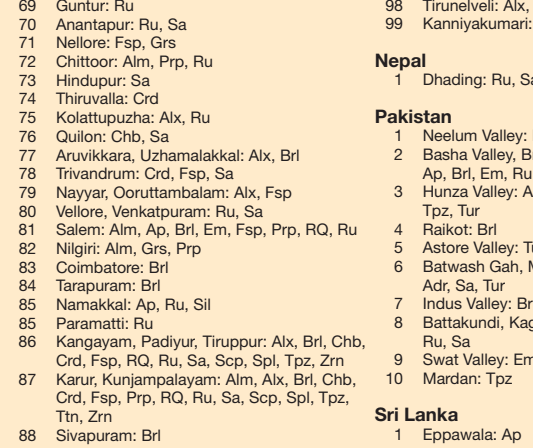 69 Guntur: Ru
70 Anantapur: Ru, Sa
71 Nellore: Fsp, Grs
72 Chittoor: Alm, Prp, Ru
73 Hindupur: Sa
74 Thiruvalla: Crd
75 Kolattupuzha: Alx, Ru
76 Quilon: Chb, Sa
77 Aruvikkara, Uzhamalakkal: Alx, Brl
78 Trivandrum: Crd, Fsp, Sa
79 Nayyar, Ooruttambalam: Alx, Fsp
80 Vellore, Venkatpuram: Ru, Sa
81 Salem: Alm, Ap, Brl, Em, Fsp, Prp, RQ, Ru
82 Nilgiri: Alm, Grs, Prp
83 Coimbatore: Brl
84 Tarapuram: Brl
85 Namakkal: Ap, Ru, Sil
85 Paramatti: Ru
86 Kangayam, Padiyur, Tiruppur: Alx, Brl, Chb,
Crd, Fsp, RQ, Ru, Sa, Scp, Spl, Tpz, Zrn
87 Karur, Kunjampalayam: Alm, Alx, Brl, Chb,
Crd, Fsp, Prp, RQ, Ru, Sa, Scp, Spl, Tpz,
Ttn, Zrn
88 Sivapuram: Brl
98 Tirunelveli: Alx,
99 Kanniyakumari:
Nepal
1 Dhading: Ru, Sa
Pakistan
1 Neelum Valley:
2 Basha Valley,
Ap, Brl, Em, Ru
3 Hunza Valley:
Tpz, Tur
4 Raikot: Brl
5 Astore Valley:
6 Batwash Gah,
Adr, Sa, Tur
7 Indus Valley:
8 Battakundi,
Ru, Sa
9 Swat Valley: Em
10 Mardan: Tpz
Sri Lanka
1 Eppawala: Ap